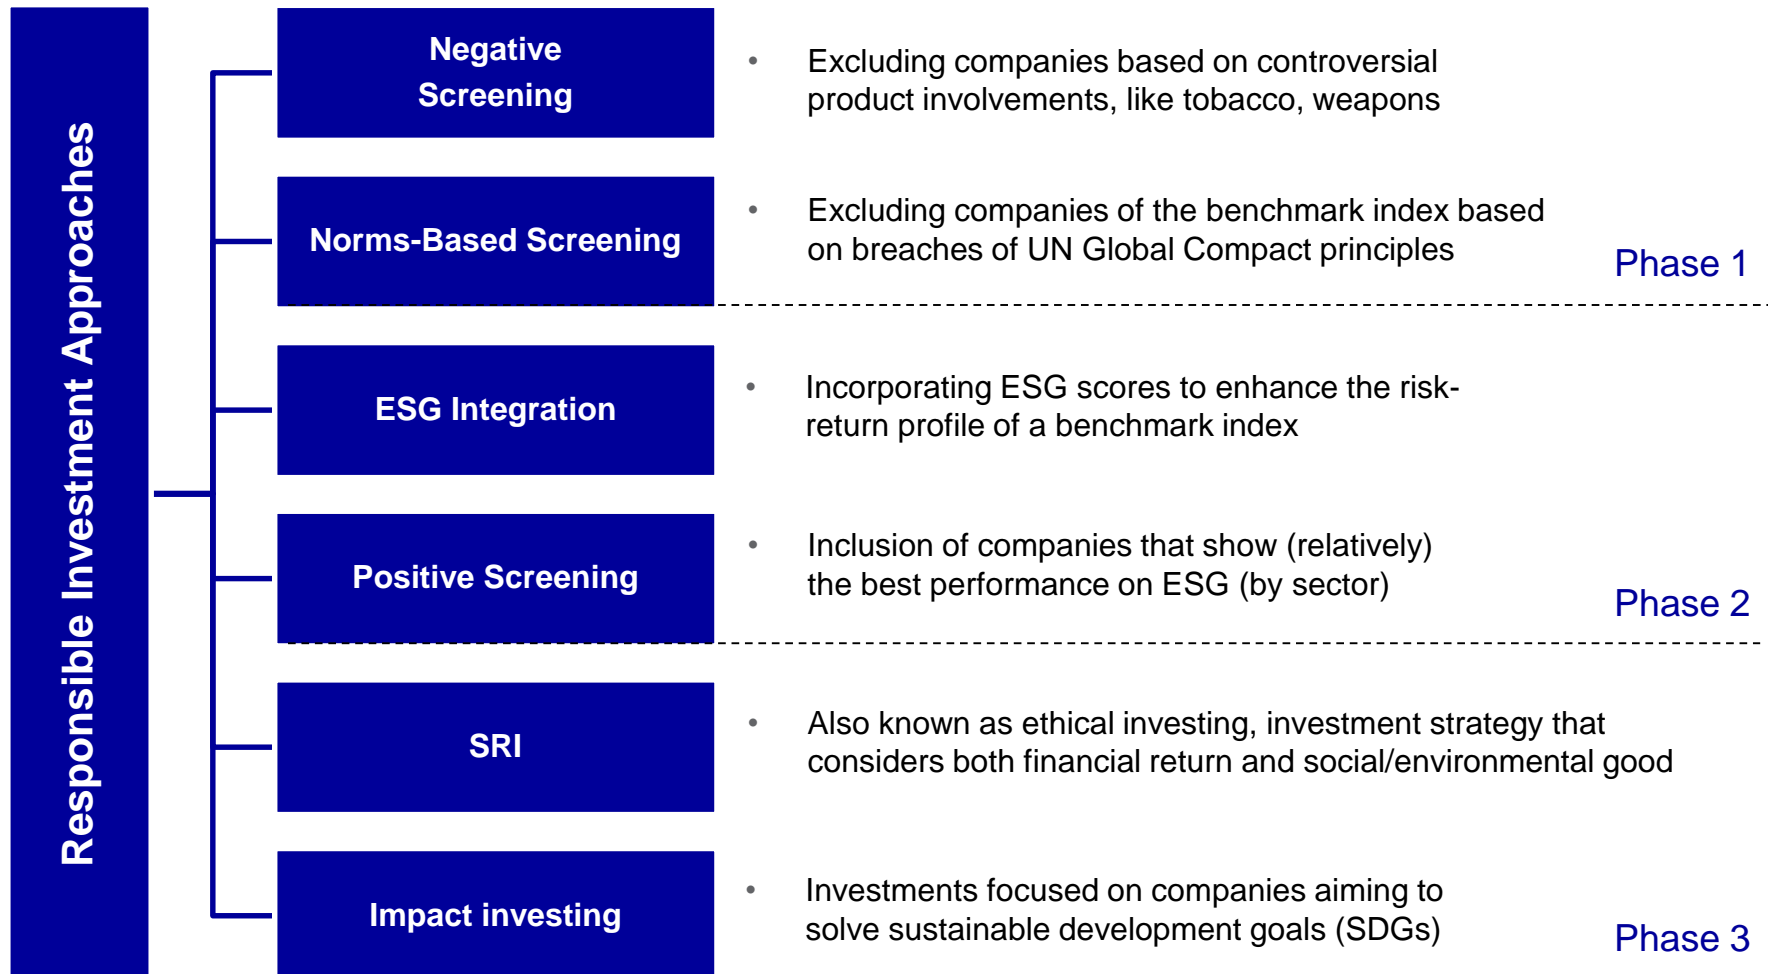 Responsible Investment Approaches
Negative
Screening
• Excluding companies based on controversial
product involvements, like tobacco, weapons
Norms-Based Screening
• Excluding companies of the benchmark index based
on breaches of UN Global Compact principles
Phase 1
ESG Integration
• Incorporating ESG scores to enhance the risk-
return profile of a benchmark index
Positive Screening
• Inclusion of companies that show (relatively)
the best performance on ESG (by sector)
Phase 2
SRI
• Also known as ethical investing, investment strategy that
considers both financial return and social/environmental good
Impact investing
• Investments focused on companies aiming to
solve sustainable development goals (SDGs)
Phase 3